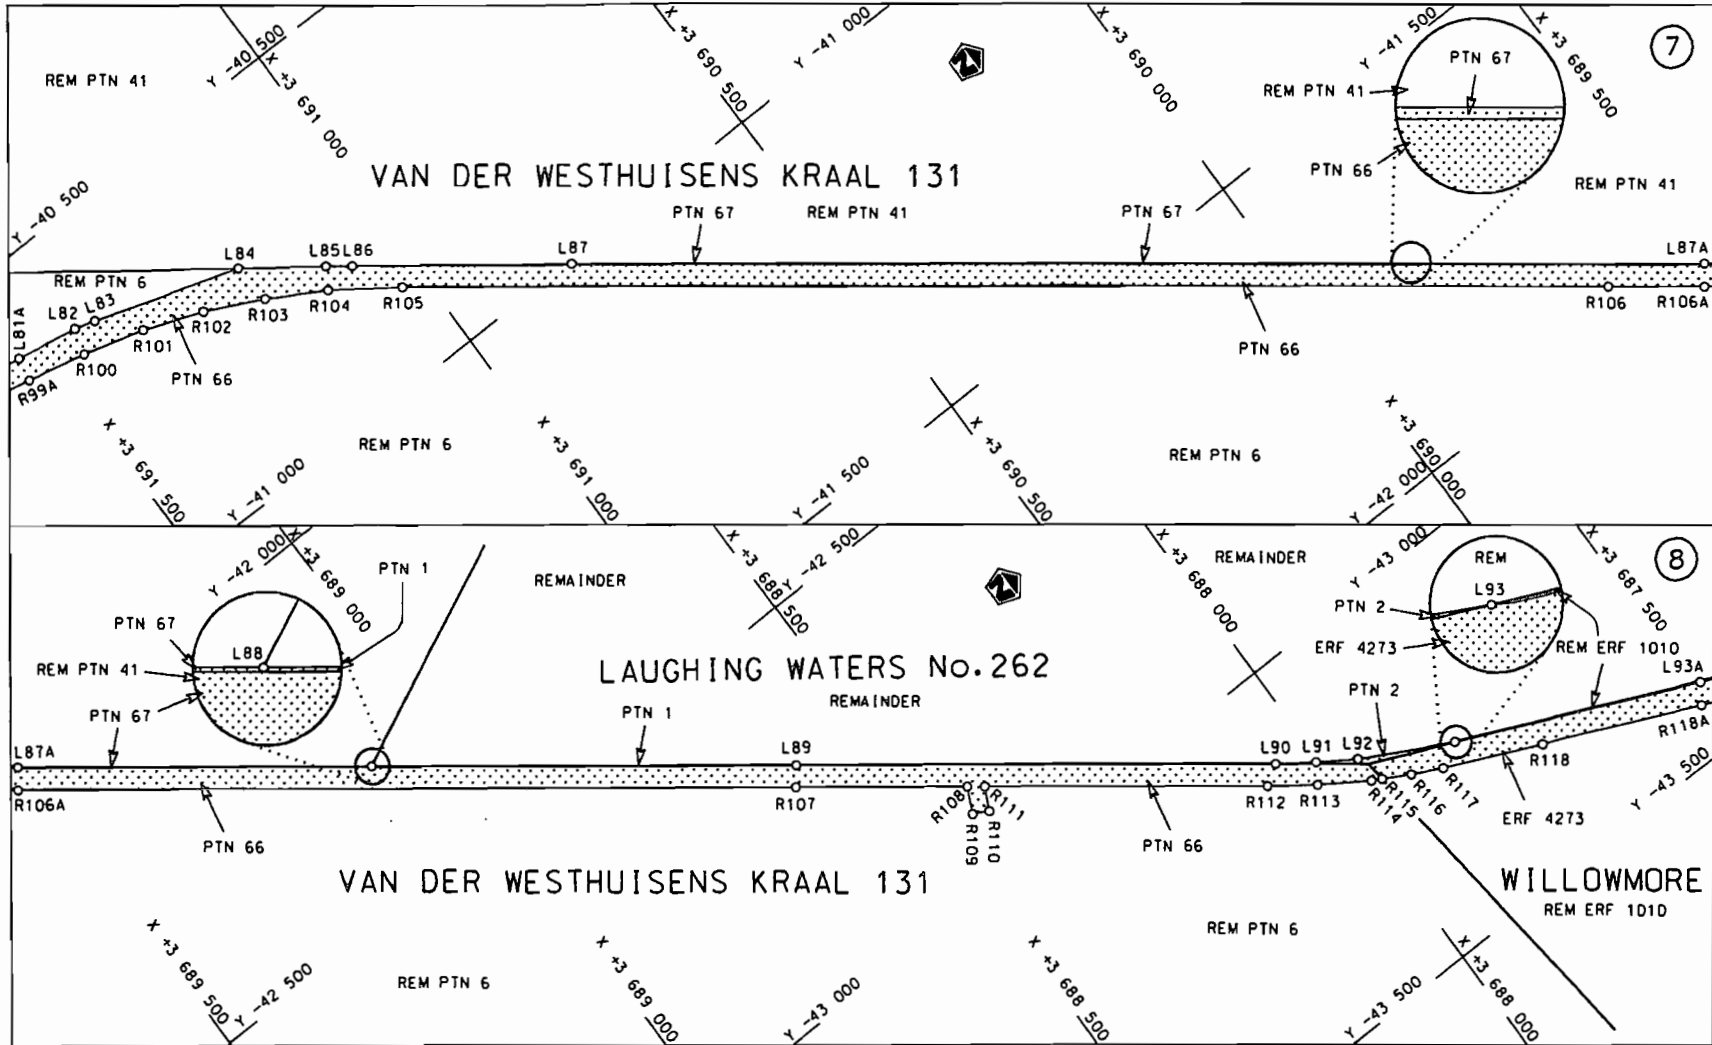 7
REM PTN 41
Y -40 500
X +3 691 000
X +3 690 500
Y -41 000
X +3 690 000
Y -41 500
X +3 689 500
PTN 67
REM PTN 41
PTN 66
REM PTN 41
VAN DER WESTHUISENS KRAAL 131
Y -40 500
PTN 67
REM PTN 41
PTN 67
L84
L85
L86
L87
L87A
REM PTN 6
L81A
L82
L83
R99A
R100
R101
R102
R103
R104
R105
R106
R106A
PTN 66
PTN 66
REM PTN 6
REM PTN 6
X +3 691 500
Y -41 000
X +3 691 000
Y -41 500
X +3 690 500
Y -42 000
X +3 690 000
8
Y -42 000
X +3 689 000
PTN 1
REMAINDER
X +3 688 500
Y -42 500
X +3 688 000
REMAINDER
Y -43 000
X +3 687 500
REM
L93
PTN 2
ERF 4273
REM ERF 1010
PTN 67
L88
REM PTN 41
PTN 67
LAUGHING WATERS No.262
REMAINDER
PTN 1
PTN 2
L93A
L87A
L89
L90
L91
L92
R106A
R107
R108
R109
R110
R111
R112
R113
R114
R115
R116
R117
R118
R118A
PTN 66
PTN 66
ERF 4273
Y -43 500
VAN DER WESTHUISENS KRAAL 131
WILLOWMORE
REM ERF 1010
REM PTN 6
REM PTN 6
X +3 689 500
Y -42 500
X +3 689 000
Y -43 000
X +3 688 500
Y -43 500
X +3 688 000